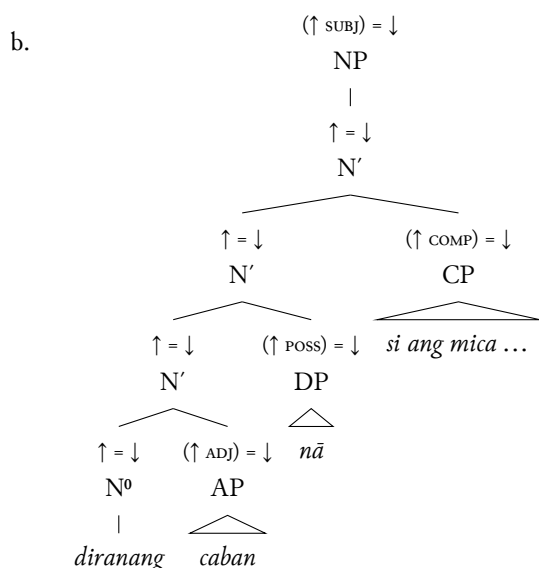 b.
(↑ SUBJ) = ↓
NP
↑ = ↓
N′
↑ = ↓ (↑ COMP) = ↓
N′ CP
↑ = ↓ (↑ POSS) = ↓ si ang mica …
N′ DP
↑ = ↓ (↑ ADJ) = ↓ nā
N⁰ AP
diranang caban